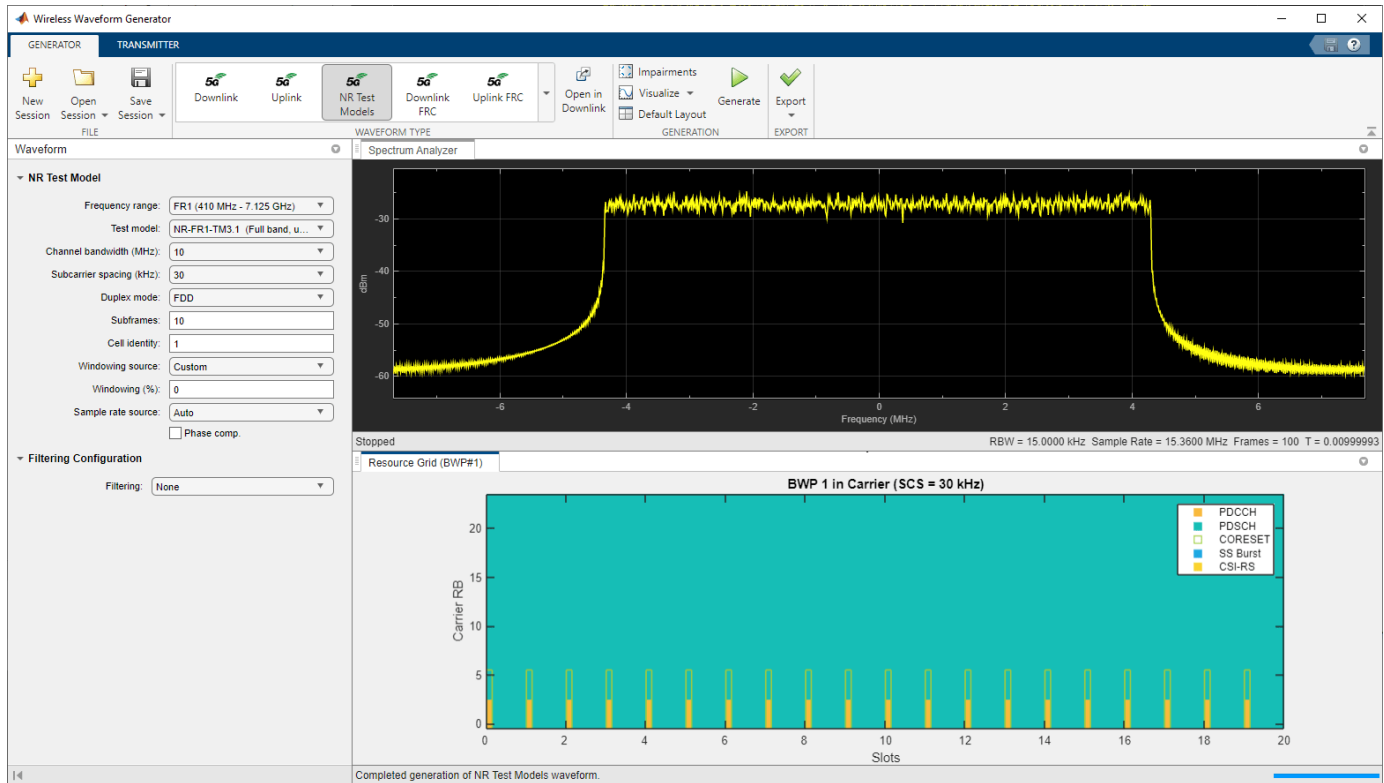 Wireless Waveform Generator
GENERATOR TRANSMITTER
New Session
Open Session
Save Session
FILE
5G Downlink
5G Uplink
5G NR Test Models
5G Downlink FRC
5G Uplink FRC
WAVEFORM TYPE
Open in Downlink
Impairments
Visualize
Default Layout
Generate
GENERATION
Export
EXPORT
Waveform
NR Test Model
Frequency range: FR1 (410 MHz - 7.125 GHz)
Test model: NR-FR1-TM3.1 (Full band, u...
Channel bandwidth (MHz): 10
Subcarrier spacing (kHz): 30
Duplex mode: FDD
Subframes: 10
Cell identity: 1
Windowing source: Custom
Windowing (%): 0
Sample rate source: Auto
Phase comp.
Filtering Configuration
Filtering: None
Spectrum Analyzer
dBm
-30
-40
-50
-60
-6 -4 -2 0 2 4 6
Frequency (MHz)
Stopped RBW = 15.0000 kHz Sample Rate = 15.3600 MHz Frames = 100 T = 0.00999993
Resource Grid (BWP#1)
BWP 1 in Carrier (SCS = 30 kHz)
Carrier RB
20
15
10
5
0
PDCCH
PDSCH
CORESET
SS Burst
CSI-RS
0 2 4 6 8 10 12 14 16 18 20
Slots
Completed generation of NR Test Models waveform.